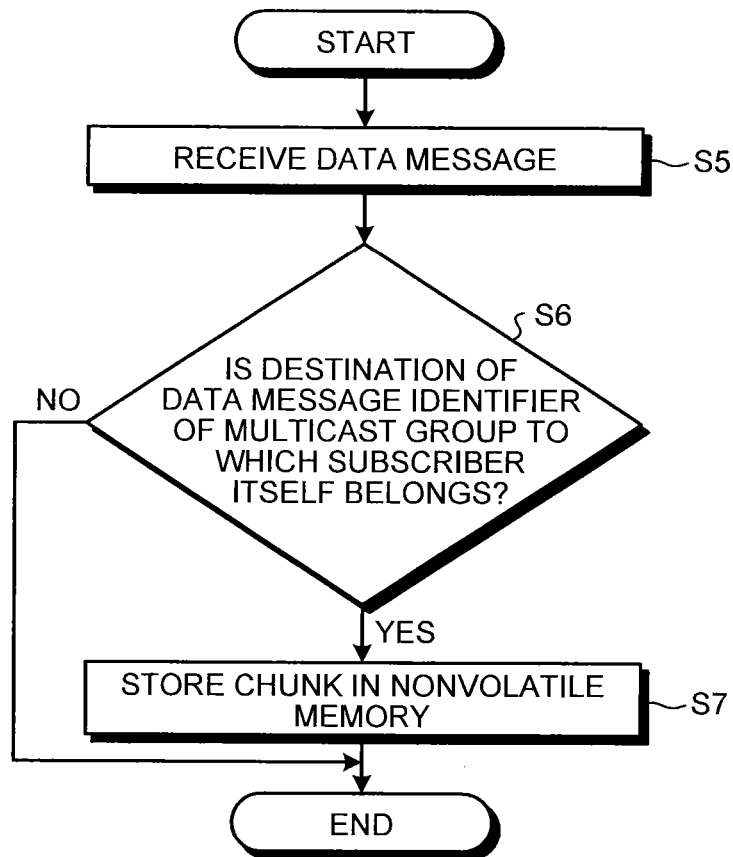 START
RECEIVE DATA MESSAGE
S5
S6
IS DESTINATION OF
DATA MESSAGE IDENTIFIER
OF MULTICAST GROUP TO
WHICH SUBSCRIBER
ITSELF BELONGS?
NO
YES
STORE CHUNK IN NONVOLATILE
MEMORY
S7
END